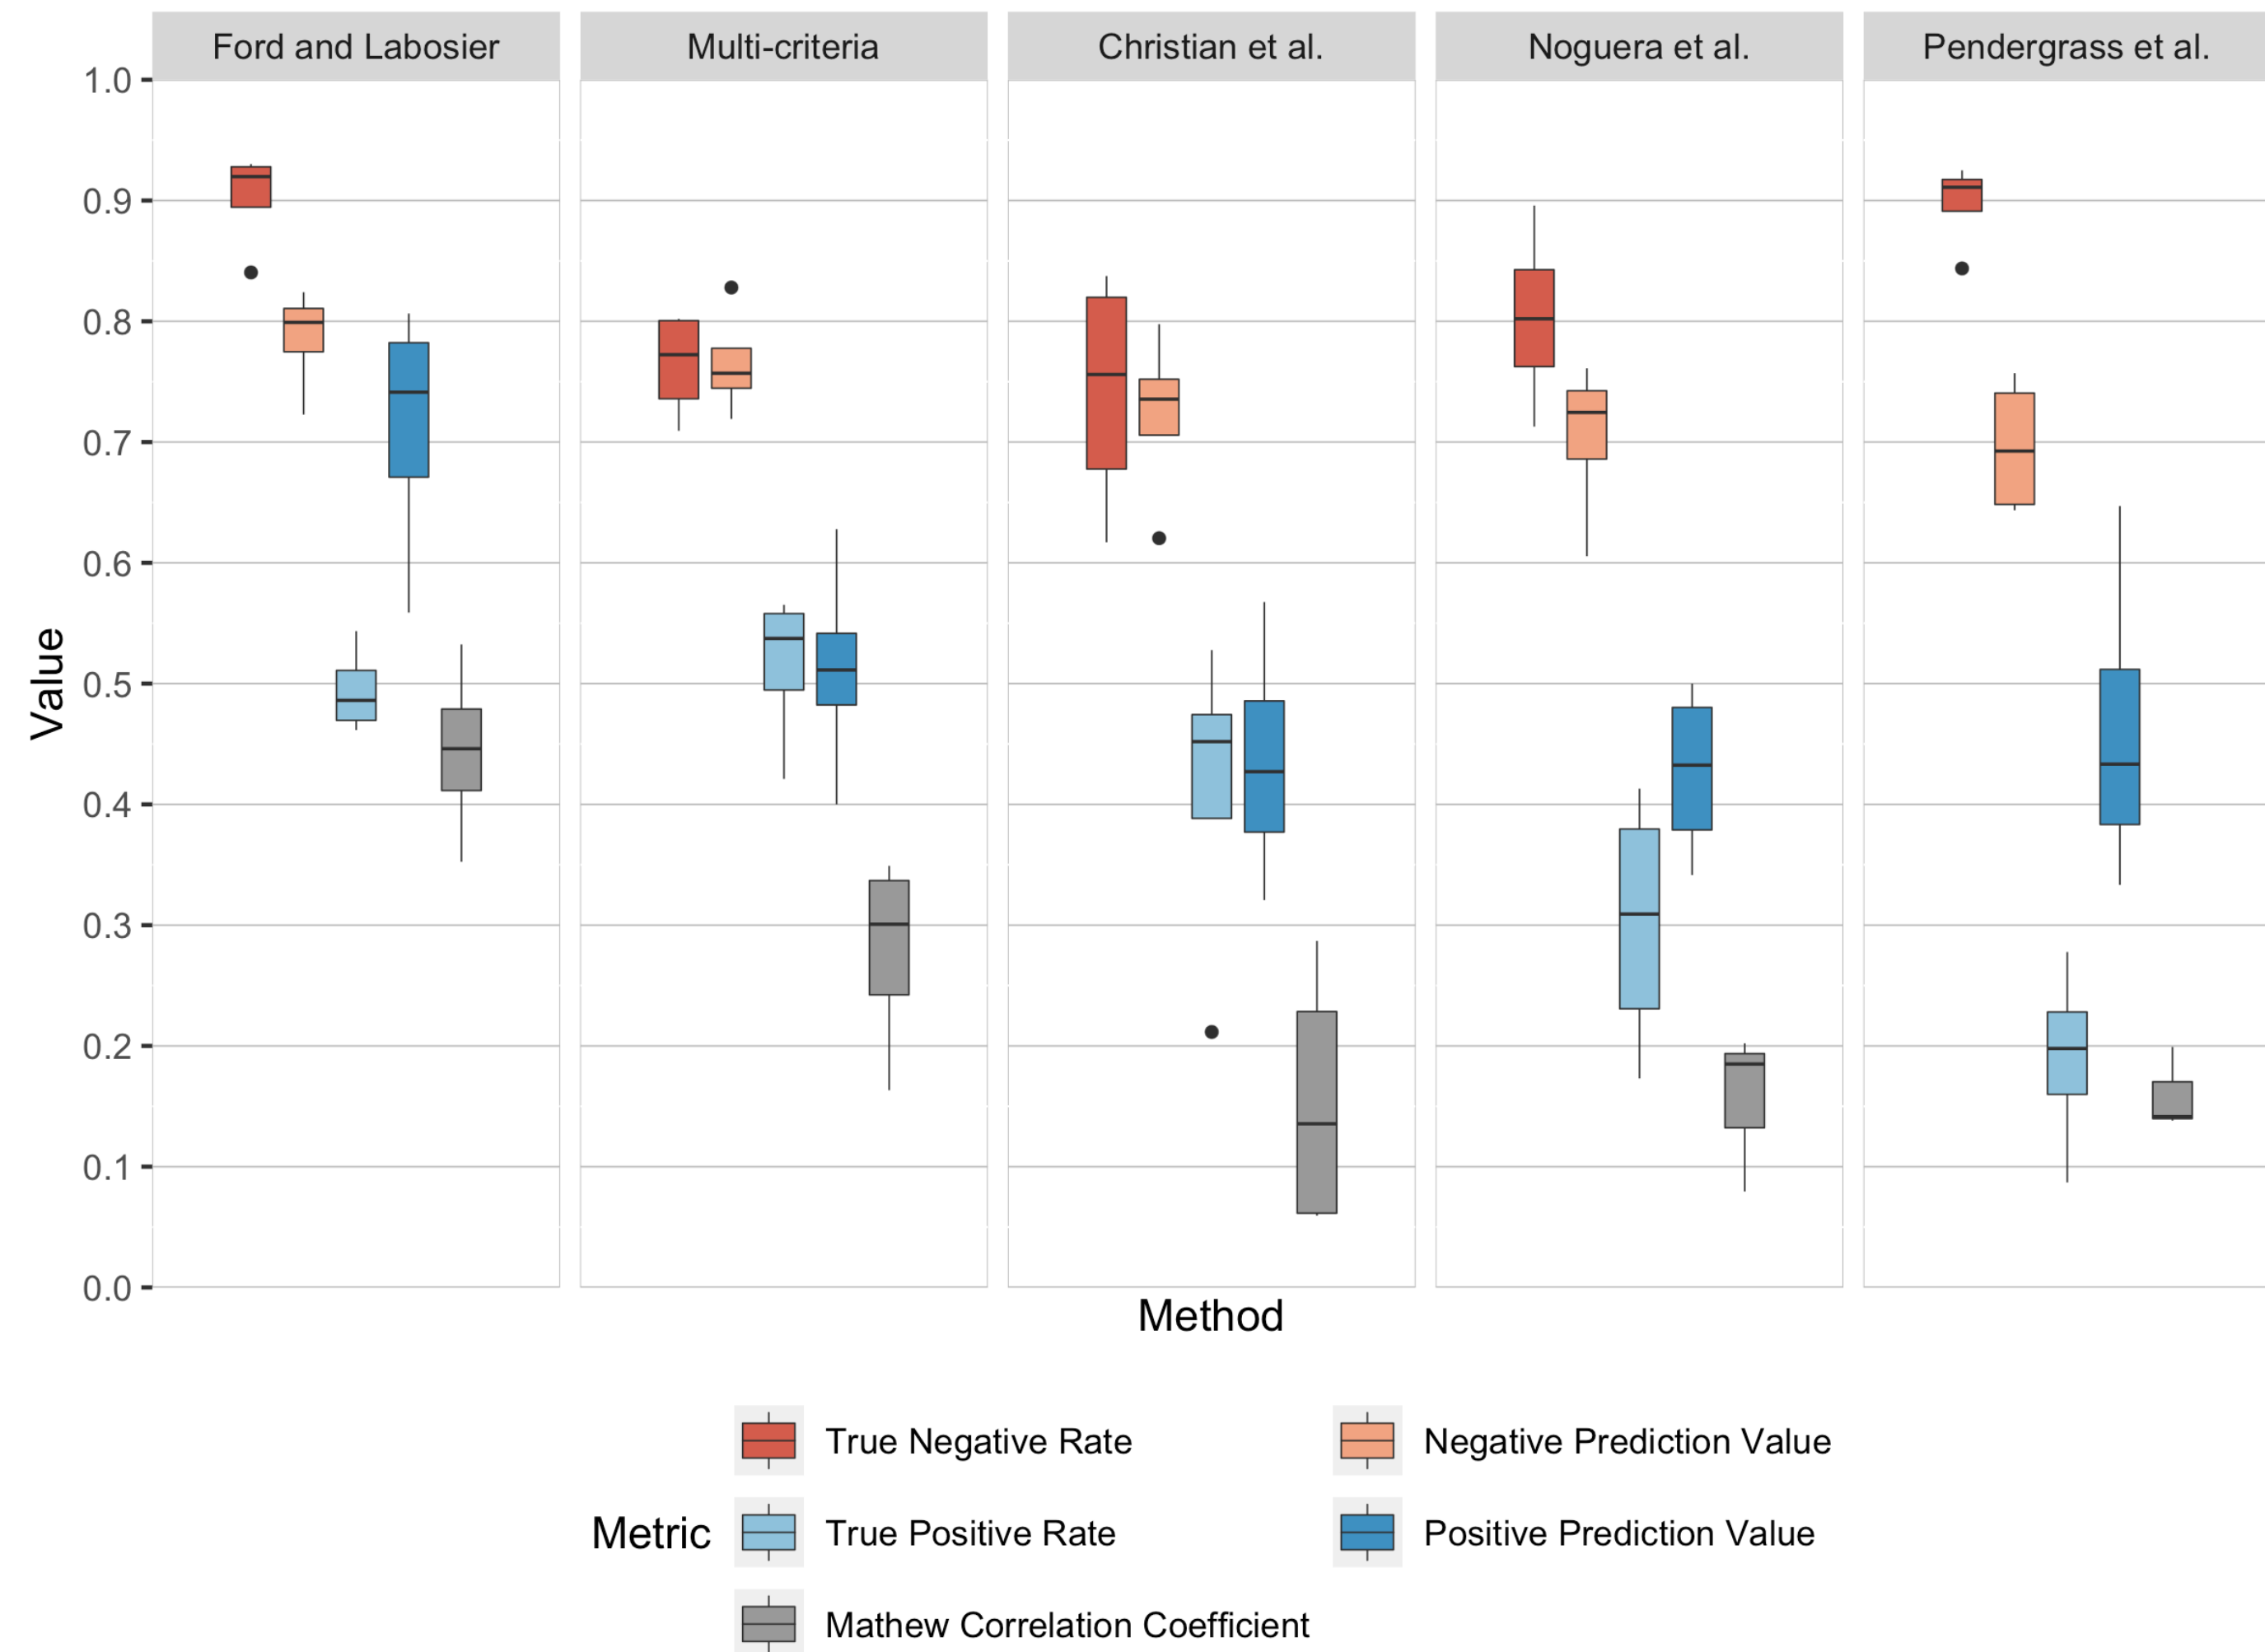 Ford and Labosier
Multi-criteria
Christian et al.
Noguera et al.
Pendergrass et al.
1.0
0.9
0.8
0.7
0.6
0.5
0.4
0.3
0.2
0.1
0.0
Value
Method
Metric
True Negative Rate
Negative Prediction Value
True Positive Rate
Positive Prediction Value
Mathew Correlation Coefficient